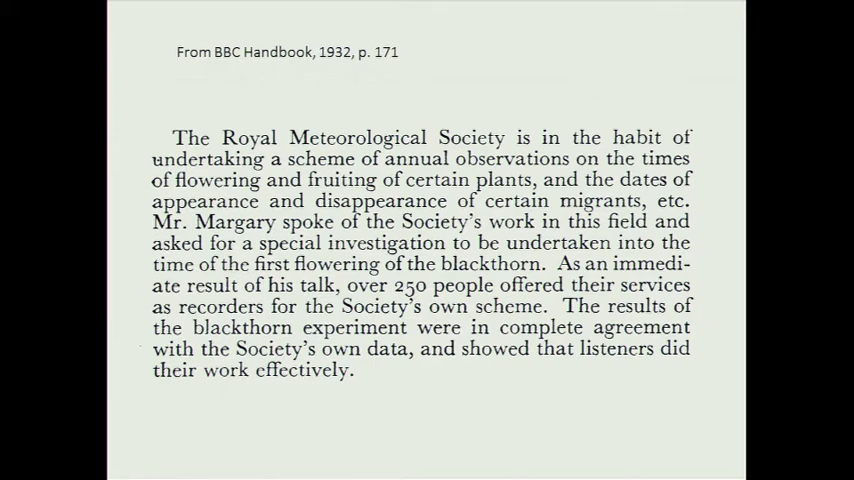 From BBC Handbook, 1932, p. 171
The Royal Meteorological Society is in the habit of
undertaking a scheme of annual observations on the times
of flowering and fruiting of certain plants, and the dates of
appearance and disappearance of certain migrants, etc.
Mr. Margary spoke of the Society's work in this field and
asked for a special investigation to be undertaken into the
time of the first flowering of the blackthorn. As an immedi-
ate result of his talk, over 250 people offered their services
as recorders for the Society's own scheme. The results of
the blackthorn experiment were in complete agreement
with the Society's own data, and showed that listeners did
their work effectively.